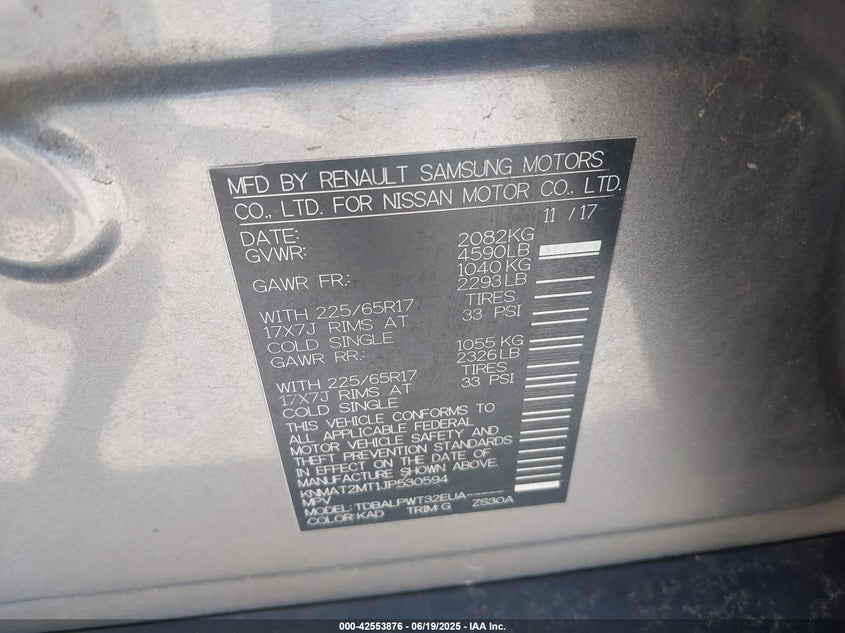 MFD BY RENAULT SAMSUNG MOTORS
CO., LTD. FOR NISSAN MOTOR CO., LTD.
DATE: 11 / 17
GVWR: 2082KG
4590LB
GAWR FR.: 1040 KG
2293 LB
WITH 225/65R17 TIRES
17X7J RIMS AT 33 PSI
COLD SINGLE
GAWR RR.: 1055 KG
2326 LB
WITH 225/65R17 TIRES
17X7J RIMS AT 33 PSI
COLD SINGLE
THIS VEHICLE CONFORMS TO
ALL APPLICABLE FEDERAL
MOTOR VEHICLE SAFETY AND
THEFT PREVENTION STANDARDS
IN EFFECT ON THE DATE OF
MANUFACTURE SHOWN ABOVE.
KNMAT2MT1JP530594
MPV
MODEL: TDBALPWT32EUA
COLOR: KAD TRIM: G ZS30A
000-42553876 - 06/19/2025 - IAA Inc.